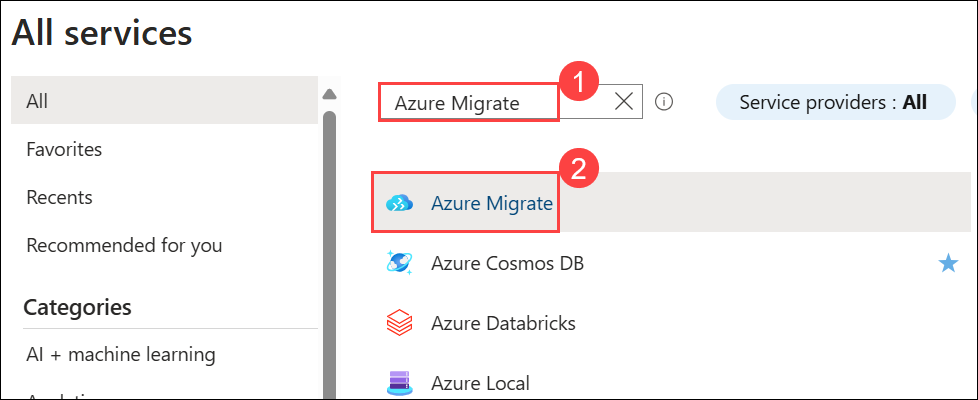 All services
All
Favorites
Recents
Recommended for you
Categories
AI + machine learning
Azure Migrate
1
Service providers : All
2
Azure Migrate
Azure Cosmos DB
Azure Databricks
Azure Local